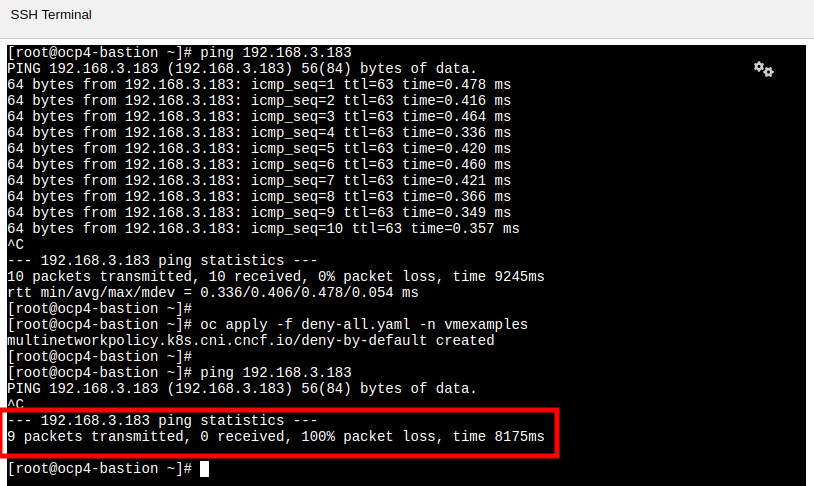 SSH Terminal
[root@ocp4-bastion ~]# ping 192.168.3.183
PING 192.168.3.183 (192.168.3.183) 56(84) bytes of data.
64 bytes from 192.168.3.183: icmp_seq=1 ttl=63 time=0.478 ms
64 bytes from 192.168.3.183: icmp_seq=2 ttl=63 time=0.416 ms
64 bytes from 192.168.3.183: icmp_seq=3 ttl=63 time=0.464 ms
64 bytes from 192.168.3.183: icmp_seq=4 ttl=63 time=0.336 ms
64 bytes from 192.168.3.183: icmp_seq=5 ttl=63 time=0.420 ms
64 bytes from 192.168.3.183: icmp_seq=6 ttl=63 time=0.460 ms
64 bytes from 192.168.3.183: icmp_seq=7 ttl=63 time=0.421 ms
64 bytes from 192.168.3.183: icmp_seq=8 ttl=63 time=0.366 ms
64 bytes from 192.168.3.183: icmp_seq=9 ttl=63 time=0.349 ms
64 bytes from 192.168.3.183: icmp_seq=10 ttl=63 time=0.357 ms
^C
--- 192.168.3.183 ping statistics ---
10 packets transmitted, 10 received, 0% packet loss, time 9245ms
rtt min/avg/max/mdev = 0.336/0.406/0.478/0.054 ms
[root@ocp4-bastion ~]#
[root@ocp4-bastion ~]# oc apply -f deny-all.yaml -n vmexamples
multinetworkpolicy.k8s.cni.cncf.io/deny-by-default created
[root@ocp4-bastion ~]#
[root@ocp4-bastion ~]# ping 192.168.3.183
PING 192.168.3.183 (192.168.3.183) 56(84) bytes of data.
^C
--- 192.168.3.183 ping statistics ---
9 packets transmitted, 0 received, 100% packet loss, time 8175ms
[root@ocp4-bastion ~]#